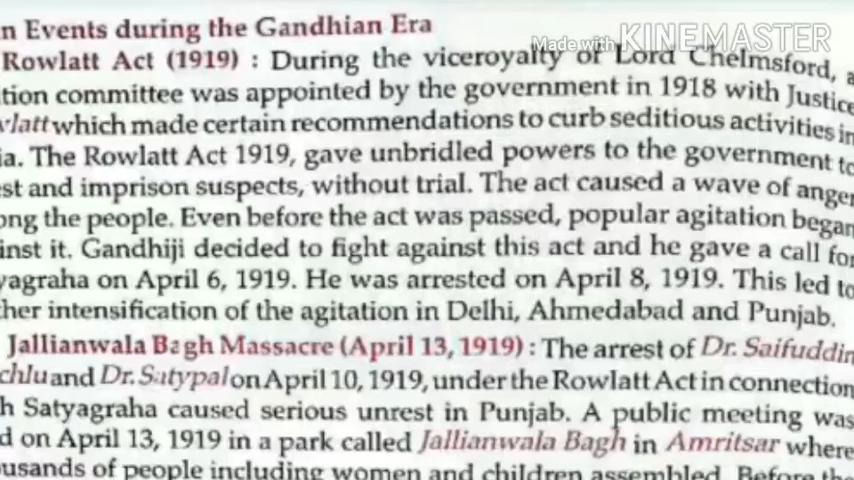 n Events during the Gandhian Era
Made with KINEMASTER
Rowlatt Act (1919) : During the viceroyalty of Lord Chelmsford, a
tion committee was appointed by the government in 1918 with Justice
wlatt which made certain recommendations to curb seditious activities in
ia. The Rowlatt Act 1919, gave unbridled powers to the government to
est and imprison suspects, without trial. The act caused a wave of anger
ong the people. Even before the act was passed, popular agitation began
inst it. Gandhiji decided to fight against this act and he gave a call for
yagraha on April 6, 1919. He was arrested on April 8, 1919. This led to
her intensification of the agitation in Delhi, Ahmedabad and Punjab.
Jallianwala Bagh Massacre (April 13, 1919) : The arrest of Dr. Saifuddin
chlu and Dr. Satypal on April 10, 1919, under the Rowlatt Act in connection
h Satyagraha caused serious unrest in Punjab. A public meeting was
d on April 13, 1919 in a park called Jallianwala Bagh in Amritsar where
ousands of people including women and children assembled. Before the